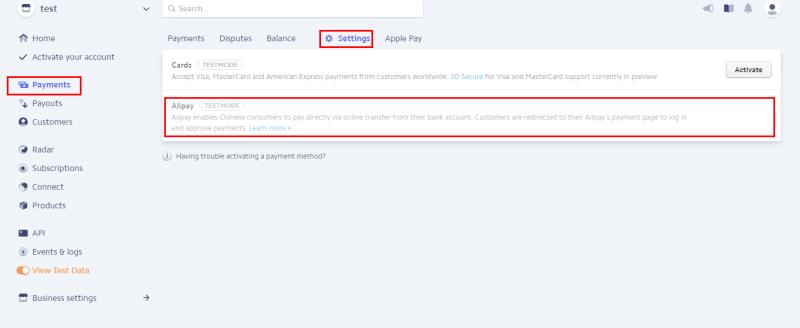 test
Search...
Home
Activate your account
Payments
Payouts
Customers
Radar
Subscriptions
Connect
Products
API
Events & logs
View Test Data
Business settings
Payments Disputes Balance Settings Apple Pay
Cards TESTMODE
Accept Visa, MasterCard and American Express payments from customers worldwide. 3D Secure for Visa and MasterCard support currently in preview.
Activate
Alipay TESTMODE
Alipay enables Chinese consumers to pay directly via online transfer from their bank account. Customers are redirected to their Alipay's payment page to log in
and approve payments. Learn more ›
Having trouble activating a payment method?